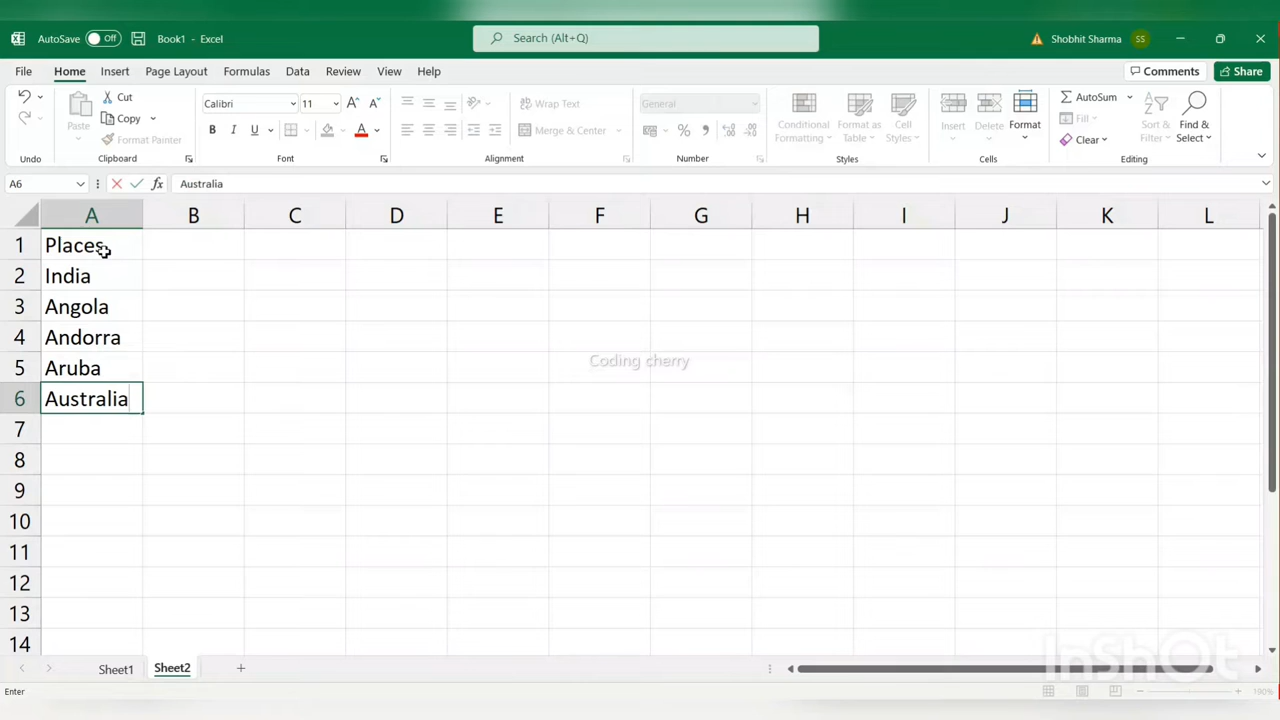 AutoSave Off Book1 - Excel Search (Alt+Q) Shobhit Sharma SS
File Home Insert Page Layout Formulas Data Review View Help Comments Share
Cut Calibri 11 Wrap Text General AutoSum
Paste Copy Conditional Formatting Format as Table Cell Styles Insert Delete Format Fill Sort & Filter Find & Select
Format Painter B I U A Merge & Center % Clear
Undo Clipboard Font Alignment Number Styles Cells Editing
A6 fx Australia
A B C D E F G H I J K L
1 Places
2 India
3 Angola
4 Andorra
5 Aruba
Coding cherry
6 Australia
7
8
9
10
11
12
13
14
InShOt
Sheet1 Sheet2
Enter 190%